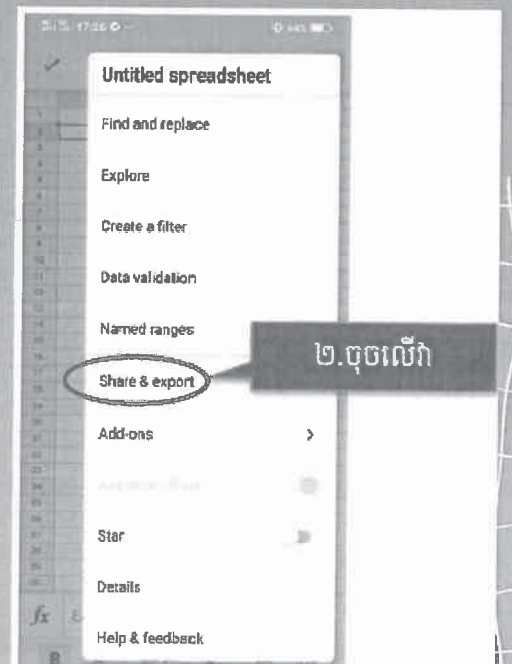 Untitled spreadsheet
Find and replace
Explore
Create a filter
Data validation
Named ranges
២.ចុចលើវា
Share & export
Add-ons
Star
Details
Help & feedback
fx
B